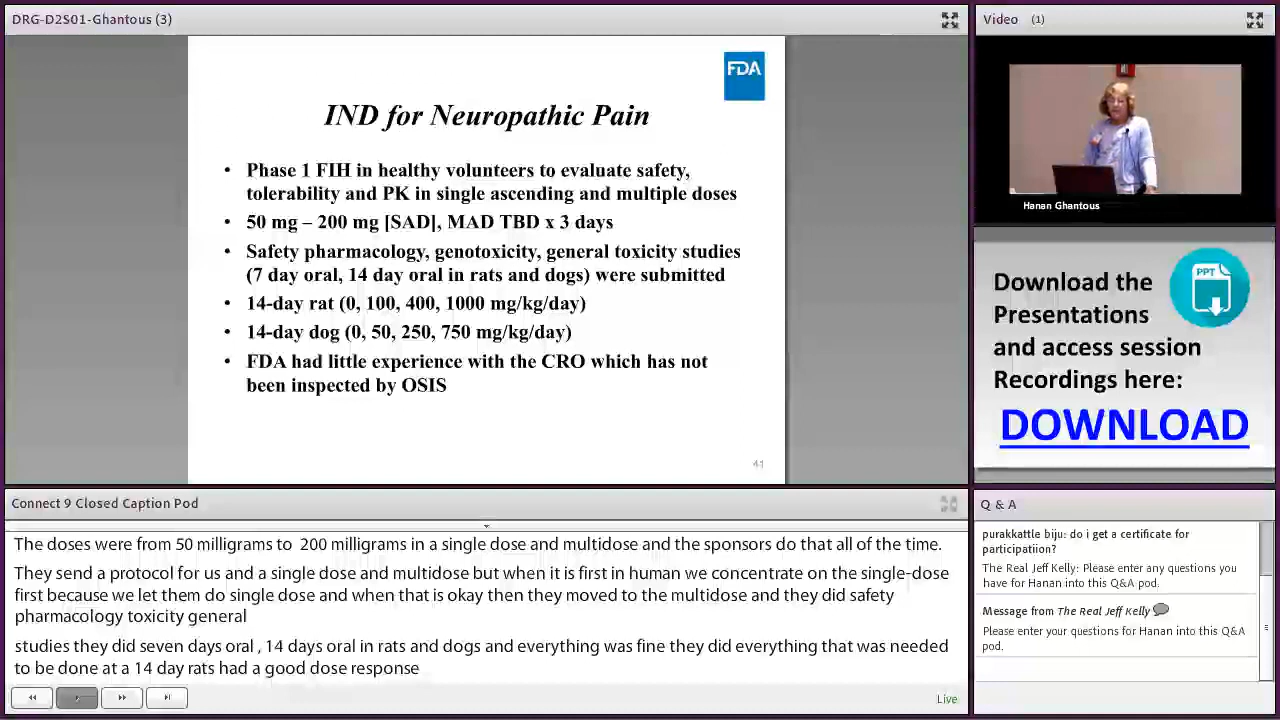 DRG-D2S01-Ghantous (3)
FDA
IND for Neuropathic Pain
• Phase 1 FIH in healthy volunteers to evaluate safety,
tolerability and PK in single ascending and multiple doses
• 50 mg – 200 mg [SAD], MAD TBD x 3 days
• Safety pharmacology, genotoxicity, general toxicity studies
(7 day oral, 14 day oral in rats and dogs) were submitted
• 14-day rat (0, 100, 400, 1000 mg/kg/day)
• 14-day dog (0, 50, 250, 750 mg/kg/day)
• FDA had little experience with the CRO which has not
been inspected by OSIS
41
Video (1)
Hanan Ghantous
PPT
Download the
Presentations
and access session
Recordings here:
DOWNLOAD
Connect 9 Closed Caption Pod
The doses were from 50 milligrams to 200 milligrams in a single dose and multidose and the sponsors do that all of the time.
They send a protocol for us and a single dose and multidose but when it is first in human we concentrate on the single-dose
first because we let them do single dose and when that is okay then they moved to the multidose and they did safety
pharmacology toxicity general
studies they did seven days oral , 14 days oral in rats and dogs and everything was fine they did everything that was needed
to be done at a 14 day rats had a good dose response
Live
Q & A
purakkattle biju: do i get a certificate for
participatiion?
The Real Jeff Kelly: Please enter any questions you
have for Hanan into this Q&A pod.
Message from The Real Jeff Kelly
Please enter your questions for Hanan into this Q&A
pod.